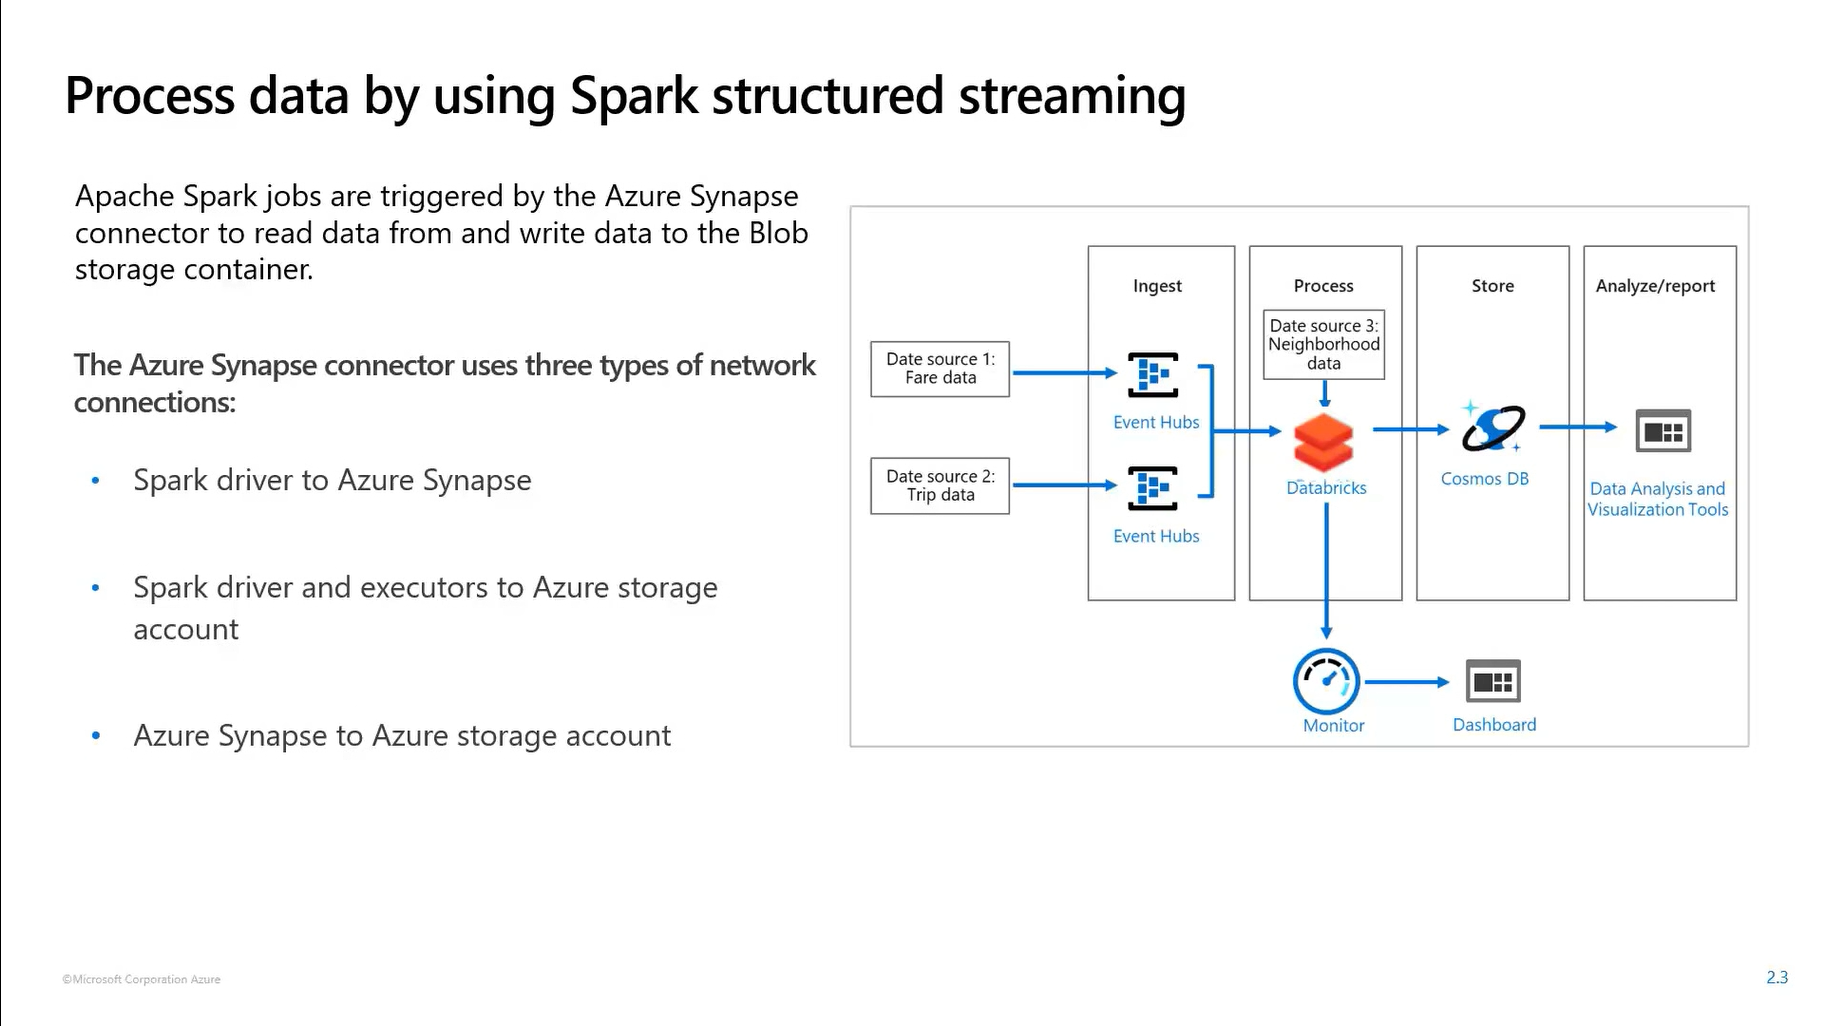 Process data by using Spark structured streaming
Apache Spark jobs are triggered by the Azure Synapse
connector to read data from and write data to the Blob
storage container.
The Azure Synapse connector uses three types of network
connections:
• Spark driver to Azure Synapse
• Spark driver and executors to Azure storage
account
• Azure Synapse to Azure storage account
Ingest
Process
Store
Analyze/report
Date source 1:
Fare data
Date source 2:
Trip data
Event Hubs
Event Hubs
Date source 3:
Neighborhood
data
Databricks
Cosmos DB
Data Analysis and
Visualization Tools
Monitor
Dashboard
©Microsoft Corporation Azure
2.3